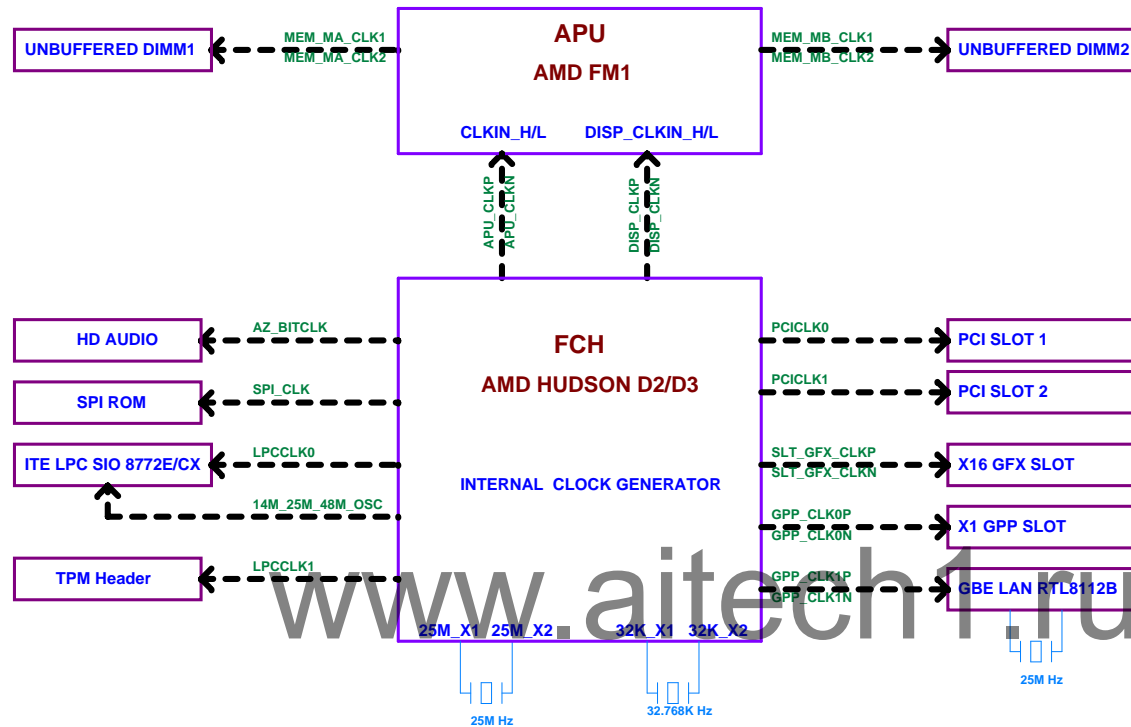 APU
AMD FM1
UNBUFFERED DIMM1
MEM_MA_CLK1
MEM_MA_CLK2
MEM_MB_CLK1
MEM_MB_CLK2
UNBUFFERED DIMM2
CLKIN_H/L
DISP_CLKIN_H/L
APU_CLKP
APU_CLKN
DISP_CLKP
DISP_CLKN
FCH
AMD HUDSON D2/D3
INTERNAL CLOCK GENERATOR
HD AUDIO
AZ_BITCLK
SPI ROM
SPI_CLK
ITE LPC SIO 8772E/CX
LPCCLK0
14M_25M_48M_OSC
TPM Header
LPCCLK1
PCICLK0
PCI SLOT 1
PCICLK1
PCI SLOT 2
SLT_GFX_CLKP
SLT_GFX_CLKN
X16 GFX SLOT
GPP_CLK0P
GPP_CLK0N
X1 GPP SLOT
GPP_CLK1P
GPP_CLK1N
GBE LAN RTL8112B
www.aitech1.ru
25M_X1
25M_X2
32K_X1
32K_X2
25M Hz
32.768K Hz
25M Hz